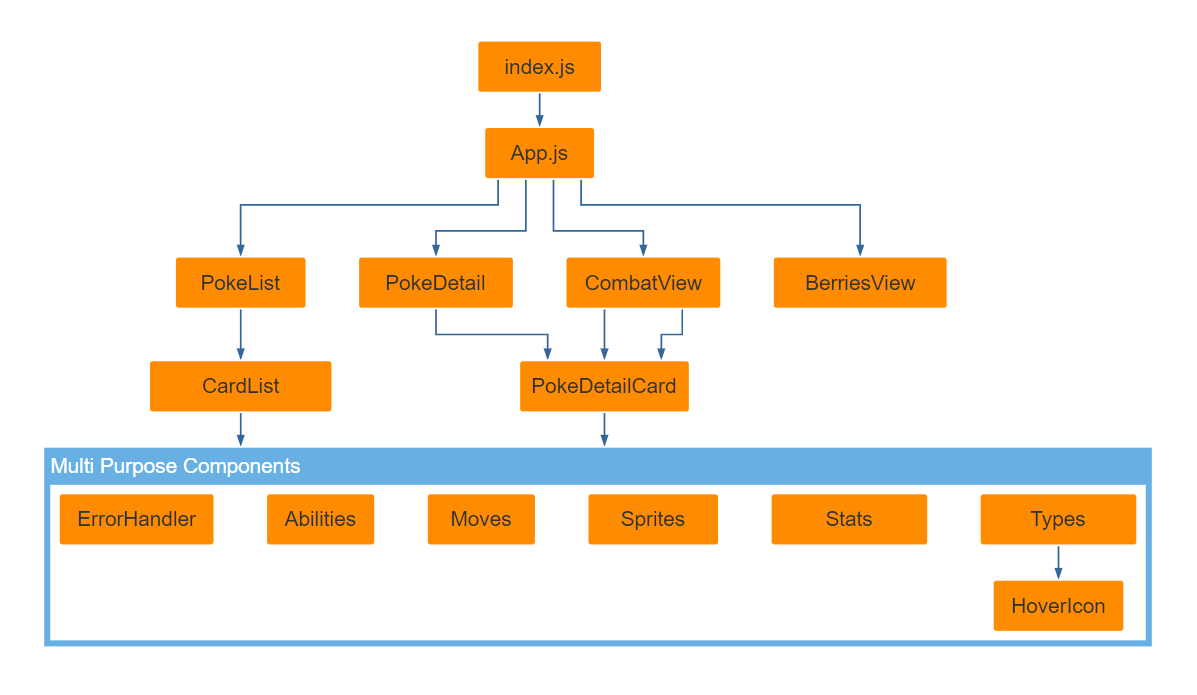 index.js
App.js
PokeList
PokeDetail
CombatView
BerriesView
CardList
PokeDetailCard
Multi Purpose Components
ErrorHandler
Abilities
Moves
Sprites
Stats
Types
HoverIcon